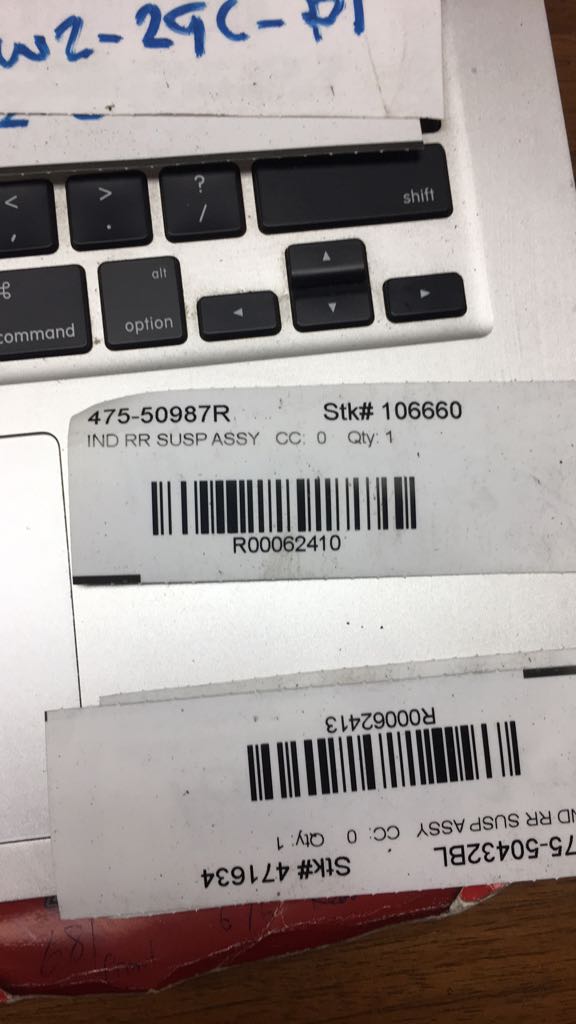 W2-29C-P1
<
,
>
.
?
/
shift
⌘
command
alt
option
▲
◄
▼
►
475-50987R Stk# 106660
IND RR SUSP ASSY CC: 0 Qty: 1
R00062410
75-50432BL Stk# 471634
ND RR SUSP ASSY CC: 0 Qty: 1
R00062413
187